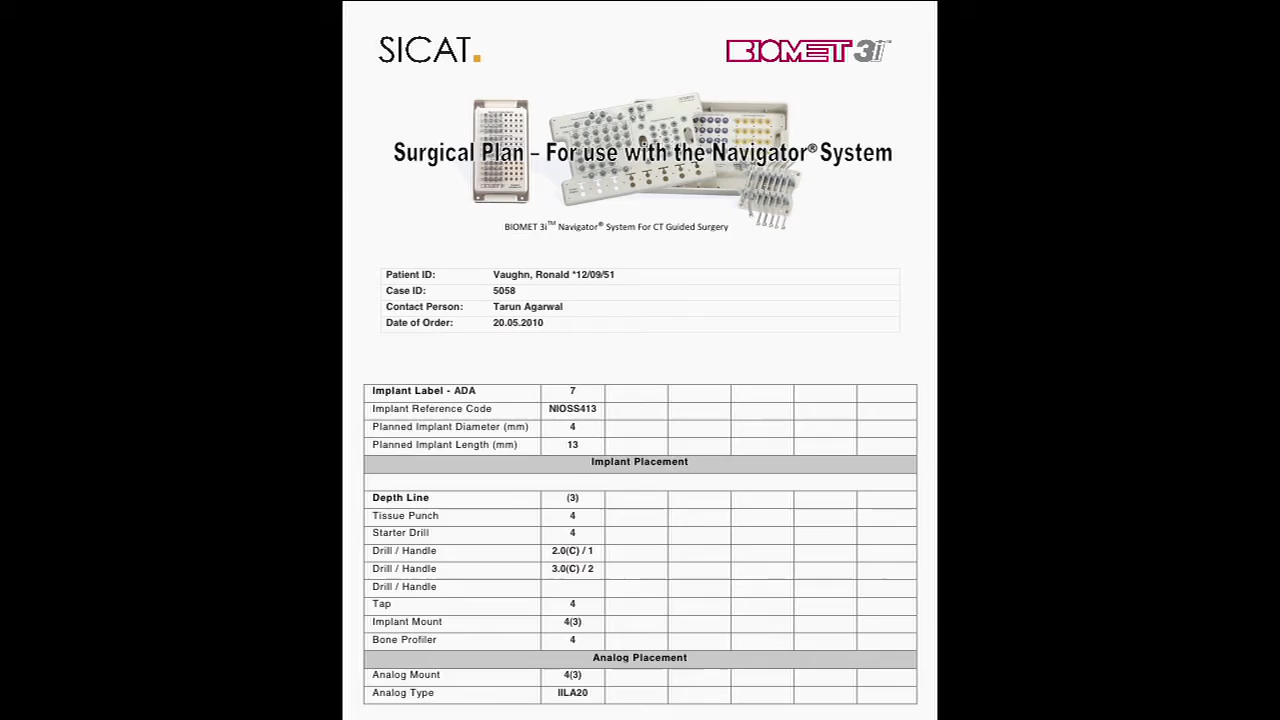 SICAT.
BIOMET 3i
Surgical Plan – For use with the Navigator® System
BIOMET 3i™ Navigator® System For CT Guided Surgery
Patient ID: Vaughn, Ronald *12/09/51
Case ID: 5058
Contact Person: Tarun Agarwal
Date of Order: 20.05.2010
Implant Label - ADA 7
Implant Reference Code NIOSS413
Planned Implant Diameter (mm) 4
Planned Implant Length (mm) 13
Implant Placement
Depth Line (3)
Tissue Punch 4
Starter Drill 4
Drill / Handle 2.0(C) / 1
Drill / Handle 3.0(C) / 2
Drill / Handle
Tap 4
Implant Mount 4(3)
Bone Profiler 4
Analog Placement
Analog Mount 4(3)
Analog Type IILA20